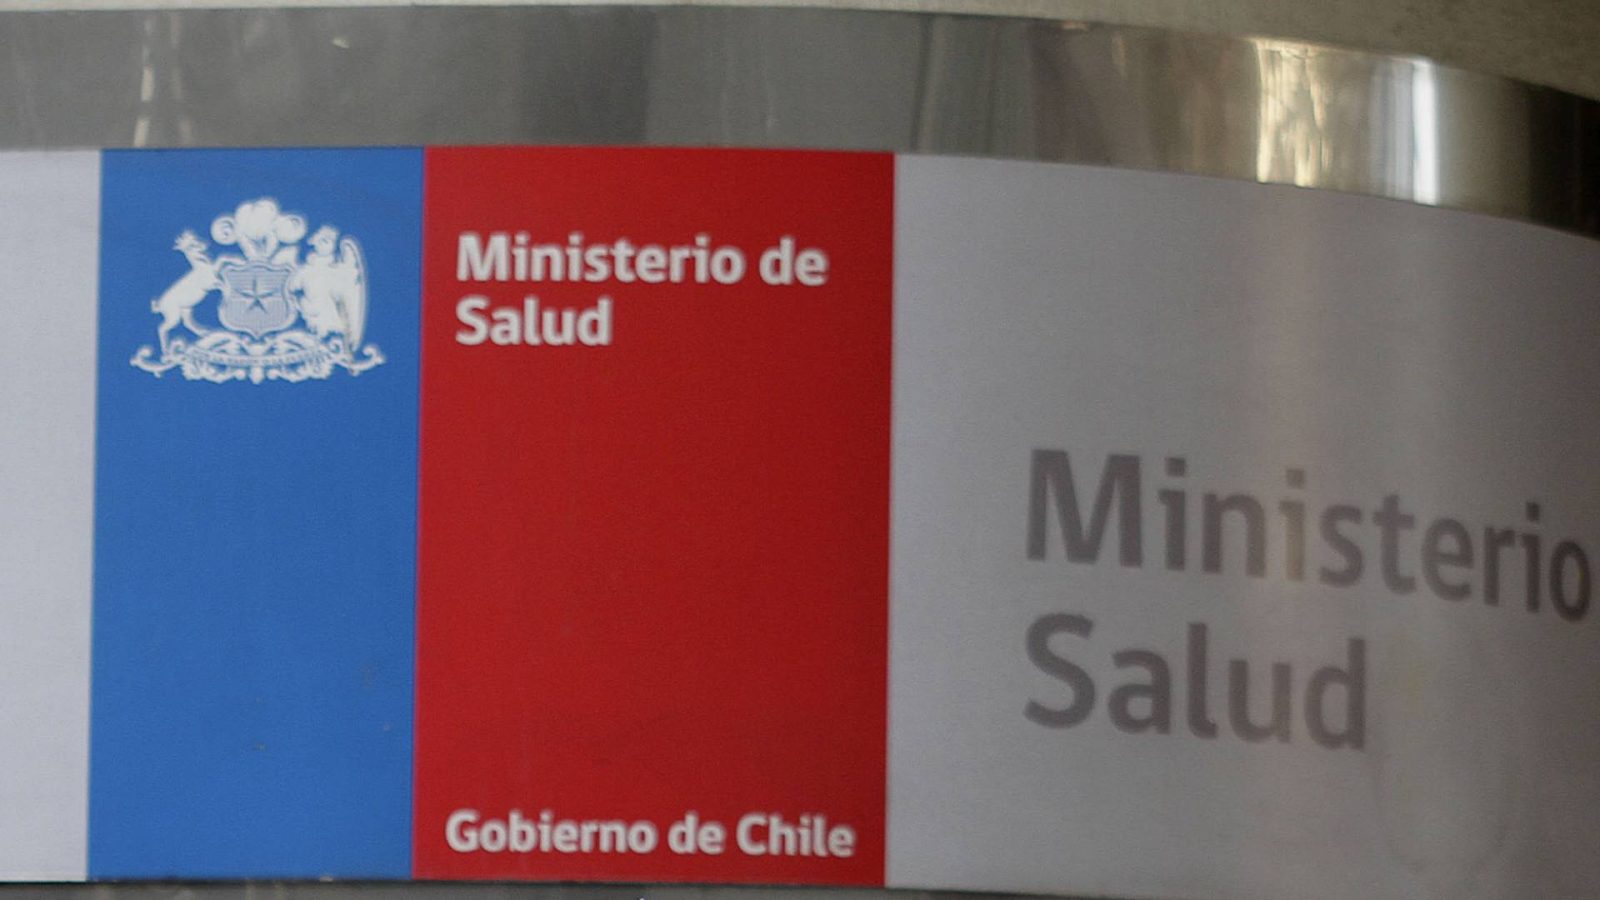 Ministerio de
Salud
Gobierno de Chile
Ministerio
Salud